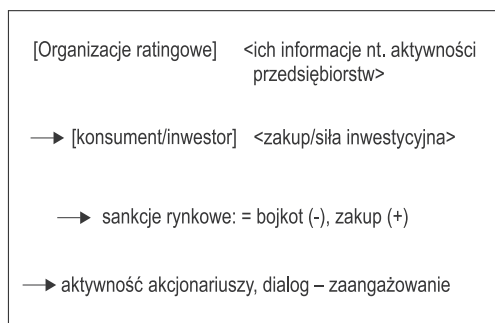 [Organizacje ratingowe] <ich informacje nt. aktywności
przedsiębiorstw>
→ [konsument/inwestor] <zakup/siła inwestycyjna>
→ sankcje rynkowe: = bojkot (-), zakup (+)
→ aktywność akcjonariuszy, dialog – zaangażowanie